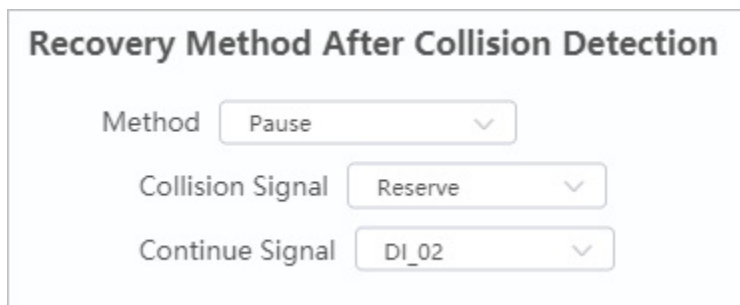 Recovery Method After Collision Detection
Method Pause
Collision Signal Reserve
Continue Signal DI_02